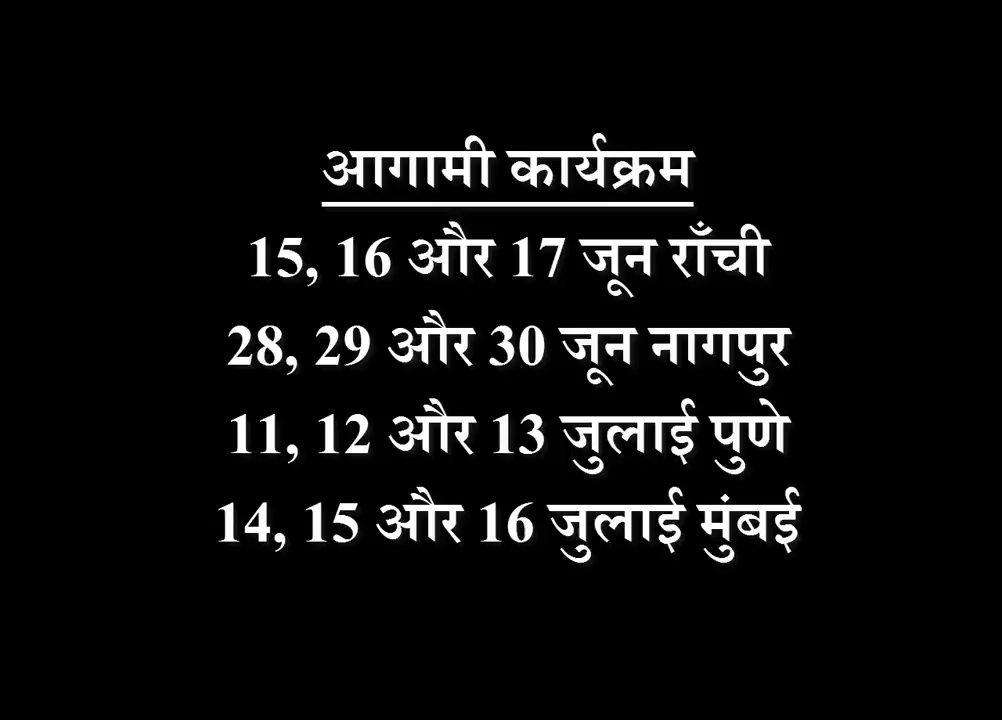 आगामी कार्यक्रम
15, 16 और 17 जून राँची
28, 29 और 30 जून नागपुर
11, 12 और 13 जुलाई पुणे
14, 15 और 16 जुलाई मुंबई